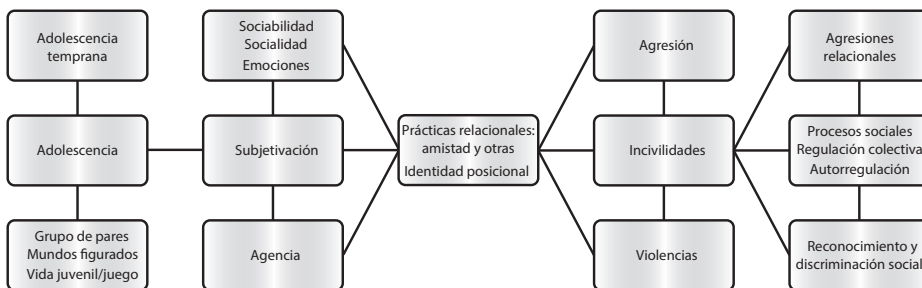 Adolescencia
temprana
Adolescencia
Grupo de pares
Mundos figurados
Vida juvenil/juego
Sociabilidad
Socialidad
Emociones
Subjetivación
Agencia
Prácticas relacionales:
amistad y otras
Identidad posicional
Agresión
Incivilidades
Violencias
Agresiones
relacionales
Procesos sociales
Regulación colectiva
Autorregulación
Reconocimiento y
discriminación social